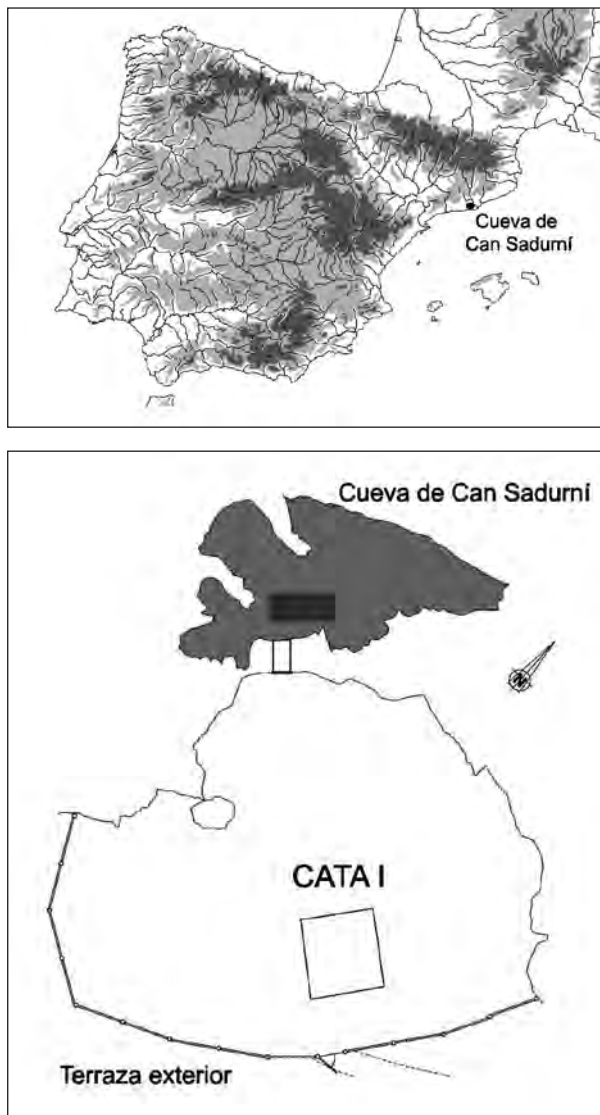 Cueva de
Can Sadurní
Cueva de Can Sadurní
N
CATA I
Terraza exterior